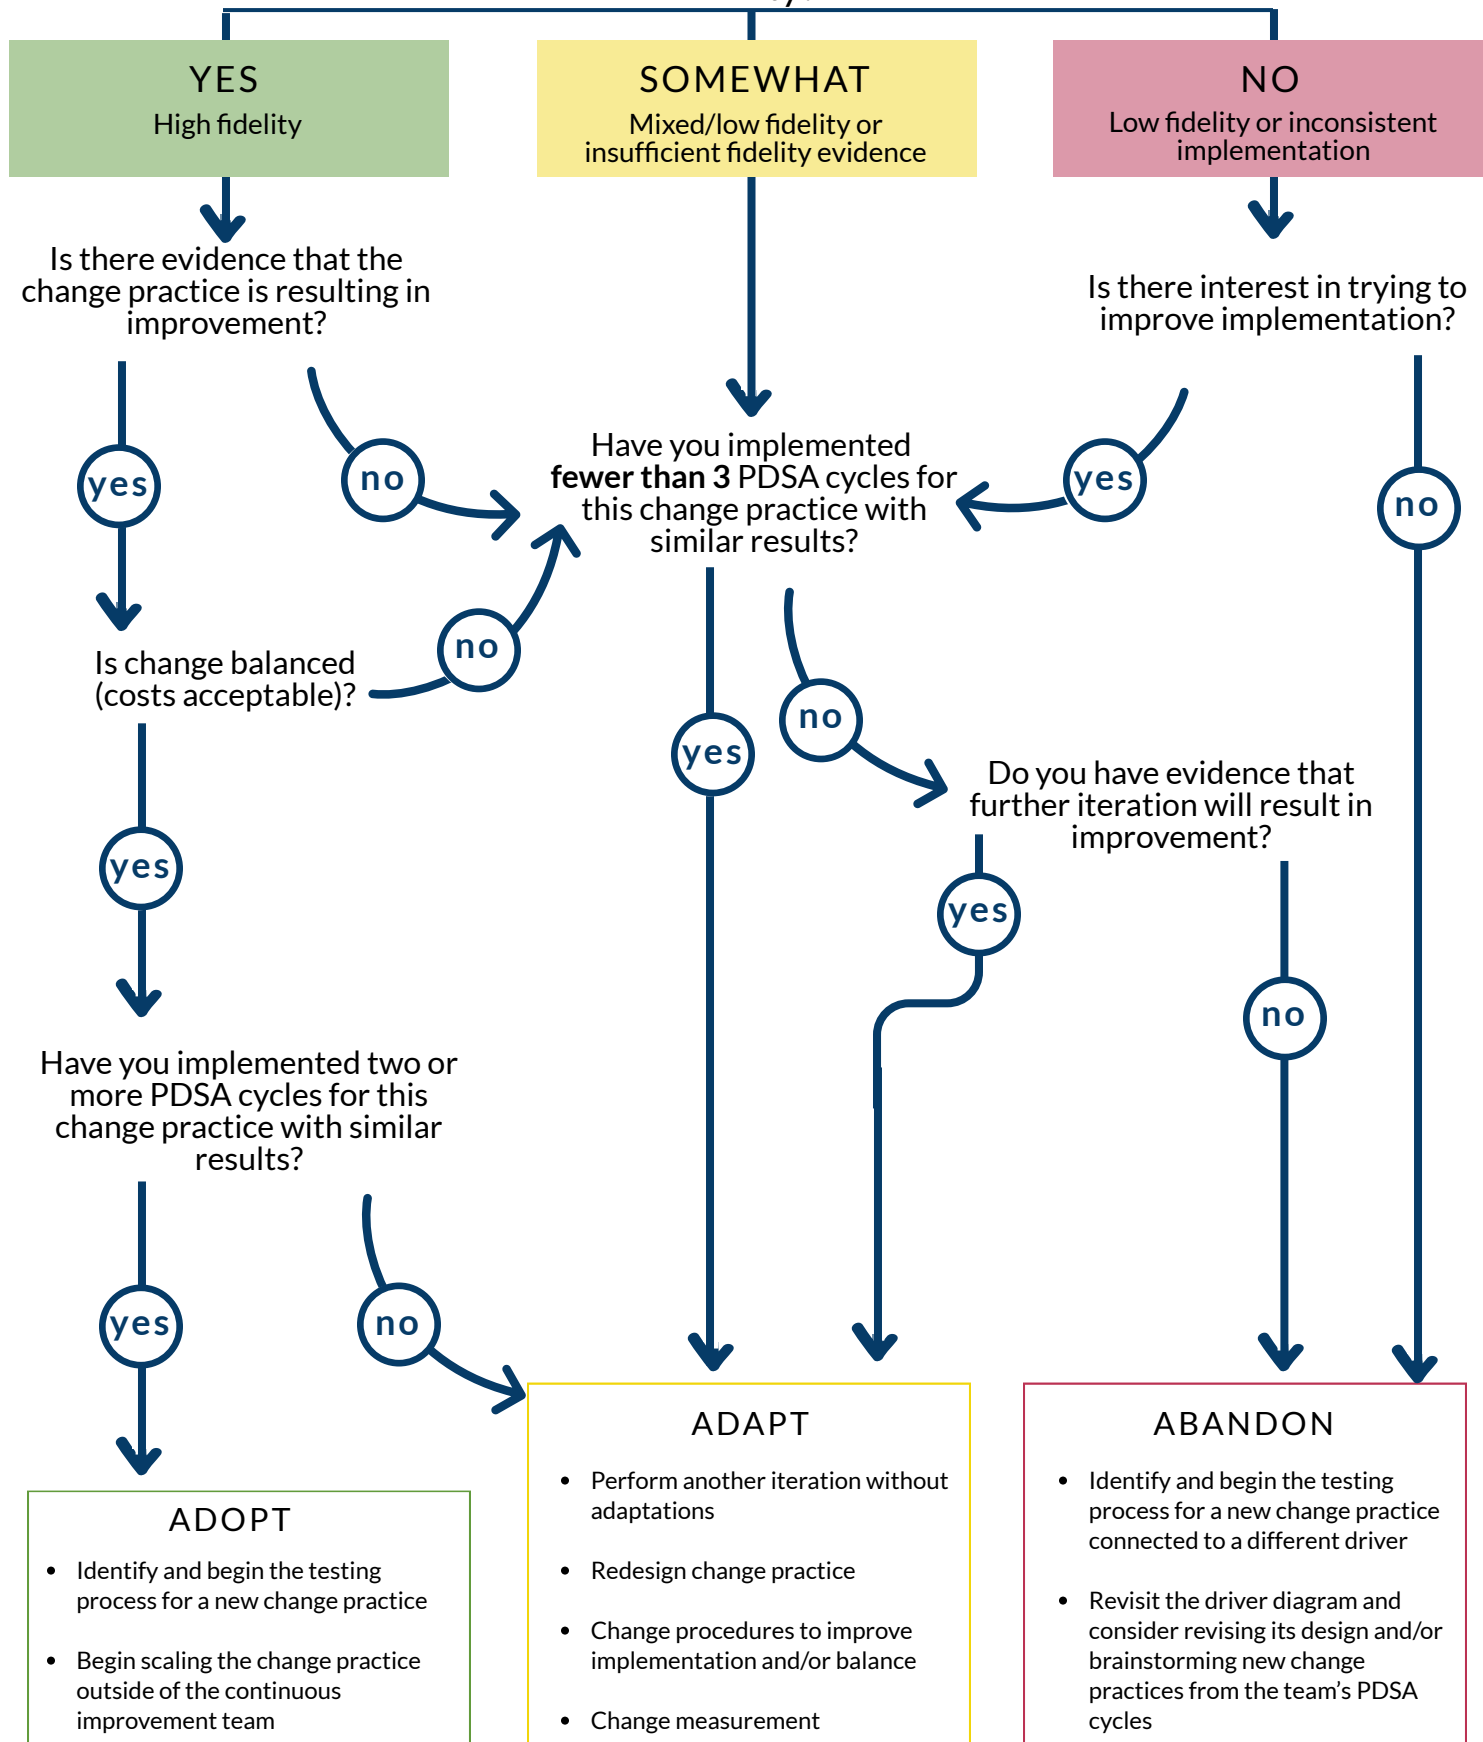 YES
High fidelity
SOMEWHAT
Mixed/low fidelity or
insufficient fidelity evidence
NO
Low fidelity or inconsistent
implementation
Is there evidence that the
change practice is resulting in
improvement?
Is there interest in trying to
improve implementation?
yes
no
Have you implemented
fewer than 3 PDSA cycles for
this change practice with
similar results?
yes
no
Is change balanced
(costs acceptable)?
no
yes
no
yes
Do you have evidence that
further iteration will result in
improvement?
yes
no
Have you implemented two or
more PDSA cycles for this
change practice with similar
results?
yes
no
ADOPT
• Identify and begin the testing
process for a new change practice
• Begin scaling the change practice
outside of the continuous
improvement team
ADAPT
• Perform another iteration without
adaptations
• Redesign change practice
• Change procedures to improve
implementation and/or balance
• Change measurement
ABANDON
• Identify and begin the testing
process for a new change practice
connected to a different driver
• Revisit the driver diagram and
consider revising its design and/or
brainstorming new change
practices from the team's PDSA
cycles